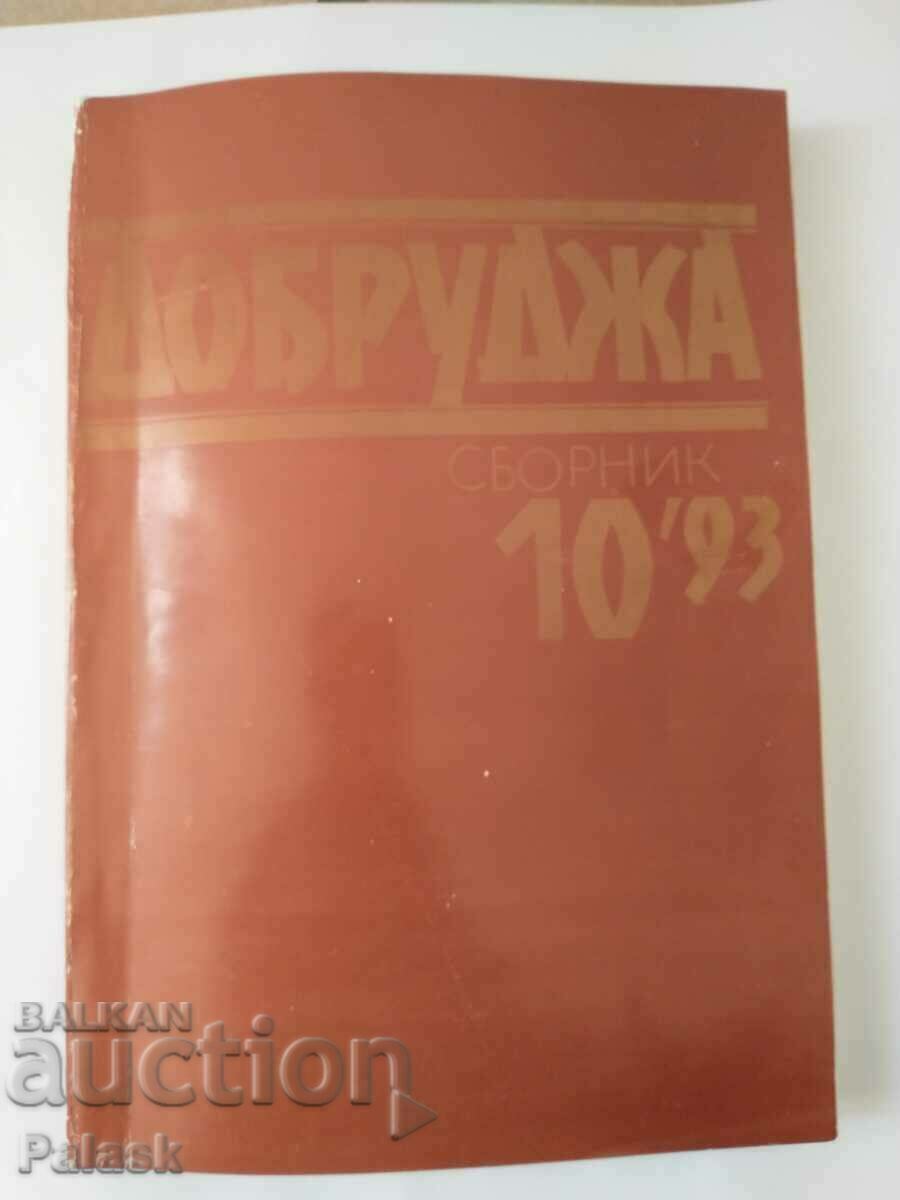 ДОБРУДЖА
СБОРНИК
10'93
BALKAN
auction
Palask